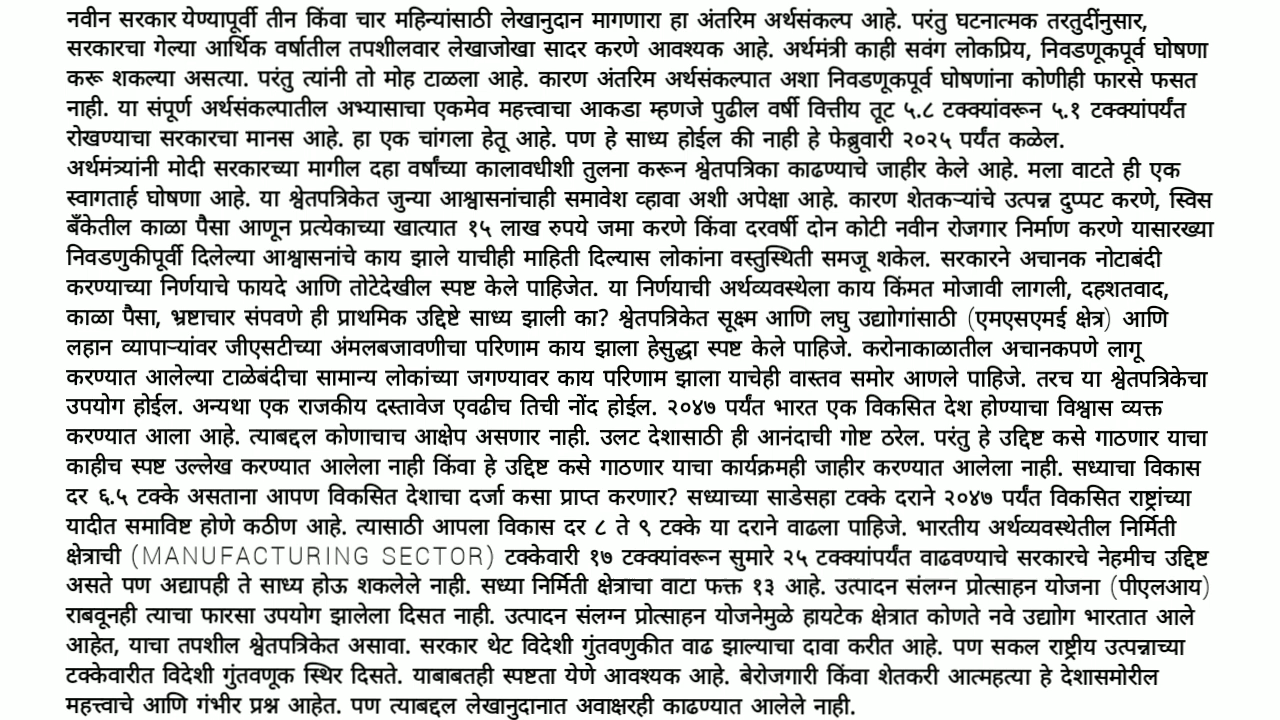 नवीन सरकार येण्यापूर्वी तीन किंवा चार महिन्यांसाठी लेखानुदान मागणारा हा अंतरिम अर्थसंकल्प आहे. परंतु घटनात्मक तरतुदींनुसार,
सरकारचा गेल्या आर्थिक वर्षातील तपशीलवार लेखाजोखा सादर करणे आवश्यक आहे. अर्थमंत्री काही सवंग लोकप्रिय, निवडणूकपूर्व घोषणा
करू शकल्या असत्या. परंतु त्यांनी तो मोह टाळला आहे. कारण अंतरिम अर्थसंकल्पात अशा निवडणूकपूर्व घोषणांना कोणीही फारसे फसत
नाही. या संपूर्ण अर्थसंकल्पातील अभ्यासाचा एकमेव महत्त्वाचा आकडा म्हणजे पुढील वर्षी वित्तीय तूट ५.८ टक्क्यांवरून ५.१ टक्क्यांपर्यंत
रोखण्याचा सरकारचा मानस आहे. हा एक चांगला हेतू आहे. पण हे साध्य होईल की नाही हे फेब्रुवारी २०२५ पर्यंत कळेल.
अर्थमंत्र्यांनी मोदी सरकारच्या मागील दहा वर्षांच्या कालावधीशी तुलना करून श्वेतपत्रिका काढण्याचे जाहीर केले आहे. मला वाटते ही एक
स्वागतार्ह घोषणा आहे. या श्वेतपत्रिकेत जुन्या आश्वासनांचाही समावेश व्हावा अशी अपेक्षा आहे. कारण शेतकऱ्यांचे उत्पन्न दुप्पट करणे, स्विस
बँकेतील काळा पैसा आणून प्रत्येकाच्या खात्यात १५ लाख रुपये जमा करणे किंवा दरवर्षी दोन कोटी नवीन रोजगार निर्माण करणे यासारख्या
निवडणुकीपूर्वी दिलेल्या आश्वासनांचे काय झाले याचीही माहिती दिल्यास लोकांना वस्तुस्थिती समजू शकेल. सरकारने अचानक नोटाबंदी
करण्याच्या निर्णयाचे फायदे आणि तोटेदेखील स्पष्ट केले पाहिजेत. या निर्णयाची अर्थव्यवस्थेला काय किंमत मोजावी लागली, दहशतवाद,
काळा पैसा, भ्रष्टाचार संपवणे ही प्राथमिक उद्दिष्टे साध्य झाली का? श्वेतपत्रिकेत सूक्ष्म आणि लघु उद्याोगांसाठी (एमएसएमई क्षेत्र) आणि
लहान व्यापाऱ्यांवर जीएसटीच्या अंमलबजावणीचा परिणाम काय झाला हेसुद्धा स्पष्ट केले पाहिजे. करोनाकाळातील अचानकपणे लागू
करण्यात आलेल्या टाळेबंदीचा सामान्य लोकांच्या जगण्यावर काय परिणाम झाला याचेही वास्तव समोर आणले पाहिजे. तरच या श्वेतपत्रिकेचा
उपयोग होईल. अन्यथा एक राजकीय दस्तावेज एवढीच तिची नोंद होईल. २०४७ पर्यंत भारत एक विकसित देश होण्याचा विश्वास व्यक्त
करण्यात आला आहे. त्याबद्दल कोणाचाच आक्षेप असणार नाही. उलट देशासाठी ही आनंदाची गोष्ट ठरेल. परंतु हे उद्दिष्ट कसे गाठणार याचा
काहीच स्पष्ट उल्लेख करण्यात आलेला नाही किंवा हे उद्दिष्ट कसे गाठणार याचा कार्यक्रमही जाहीर करण्यात आलेला नाही. सध्याचा विकास
दर ६.५ टक्के असताना आपण विकसित देशाचा दर्जा कसा प्राप्त करणार? सध्याच्या साडेसहा टक्के दराने २०४७ पर्यंत विकसित राष्ट्रांच्या
यादीत समाविष्ट होणे कठीण आहे. त्यासाठी आपला विकास दर ८ ते ९ टक्के या दराने वाढला पाहिजे. भारतीय अर्थव्यवस्थेतील निर्मिती
क्षेत्राची (MANUFACTURING SECTOR) टक्केवारी १७ टक्क्यांवरून सुमारे २५ टक्क्यांपर्यंत वाढवण्याचे सरकारचे नेहमीच उद्दिष्ट
असते पण अद्यापही ते साध्य होऊ शकलेले नाही. सध्या निर्मिती क्षेत्राचा वाटा फक्त १३ आहे. उत्पादन संलग्न प्रोत्साहन योजना (पीएलआय)
राबवूनही त्याचा फारसा उपयोग झालेला दिसत नाही. उत्पादन संलग्न प्रोत्साहन योजनेमुळे हायटेक क्षेत्रात कोणते नवे उद्याोग भारतात आले
आहेत, याचा तपशील श्वेतपत्रिकेत असावा. सरकार थेट विदेशी गुंतवणुकीत वाढ झाल्याचा दावा करीत आहे. पण सकल राष्ट्रीय उत्पन्नाच्या
टक्केवारीत विदेशी गुंतवणूक स्थिर दिसते. याबाबतही स्पष्टता येणे आवश्यक आहे. बेरोजगारी किंवा शेतकरी आत्महत्या हे देशासमोरील
महत्त्वाचे आणि गंभीर प्रश्न आहेत. पण त्याबद्दल लेखानुदानात अवाक्षरही काढण्यात आलेले नाही.